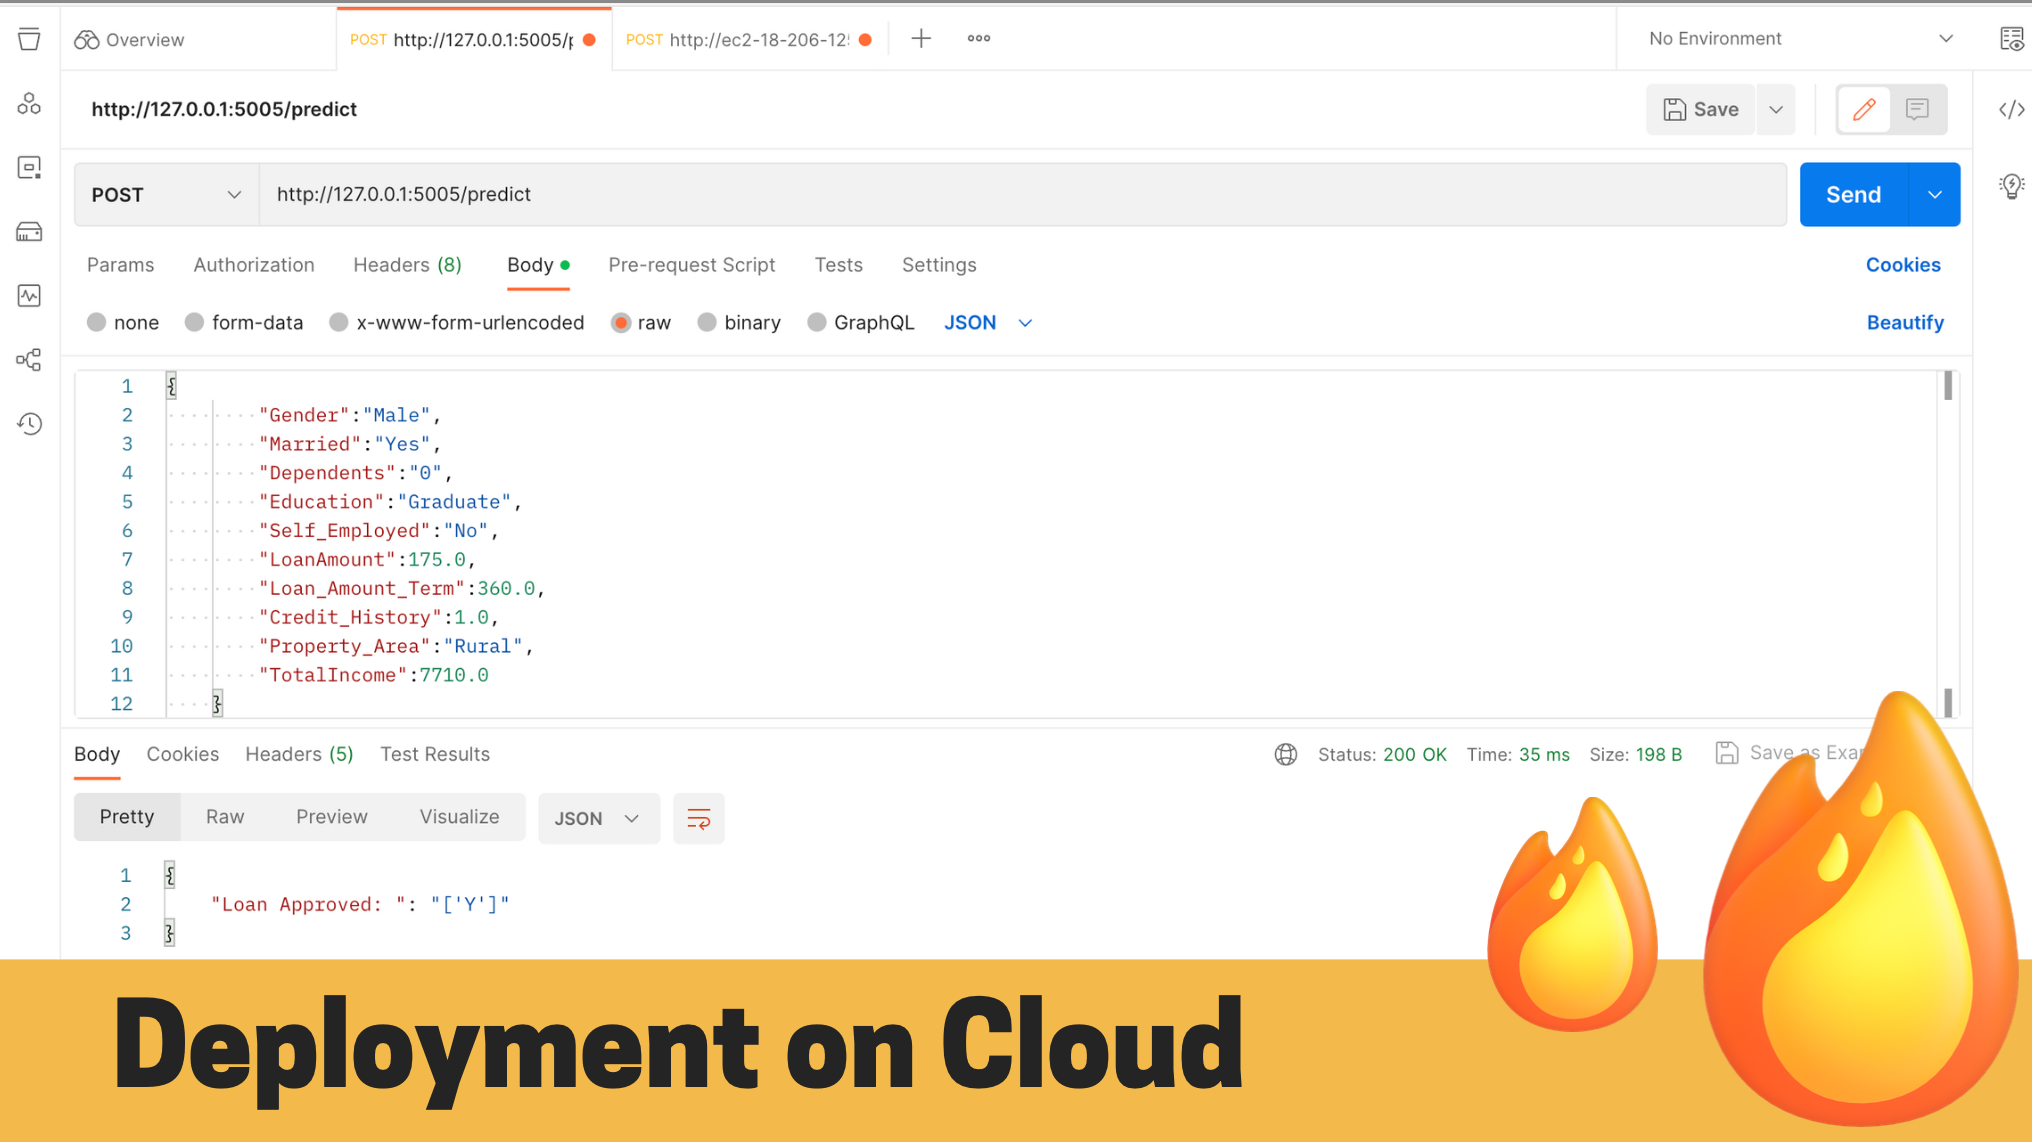 Overview
POST http://127.0.0.1:5005/p
POST http://ec2-18-206-12
No Environment
http://127.0.0.1:5005/predict
Save
POST
http://127.0.0.1:5005/predict
Send
Params Authorization Headers (8) Body Pre-request Script Tests Settings Cookies
none form-data x-www-form-urlencoded raw binary GraphQL JSON Beautify
1 {
2 "Gender":"Male",
3 "Married":"Yes",
4 "Dependents":"0",
5 "Education":"Graduate",
6 "Self_Employed":"No",
7 "LoanAmount":175.0,
8 "Loan_Amount_Term":360.0,
9 "Credit_History":1.0,
10 "Property_Area":"Rural",
11 "TotalIncome":7710.0
12 }
Body Cookies Headers (5) Test Results Status: 200 OK Time: 35 ms Size: 198 B Save as Exa
Pretty Raw Preview Visualize JSON
1 {
2 "Loan Approved: ": "['Y']"
3 }
Deployment on Cloud